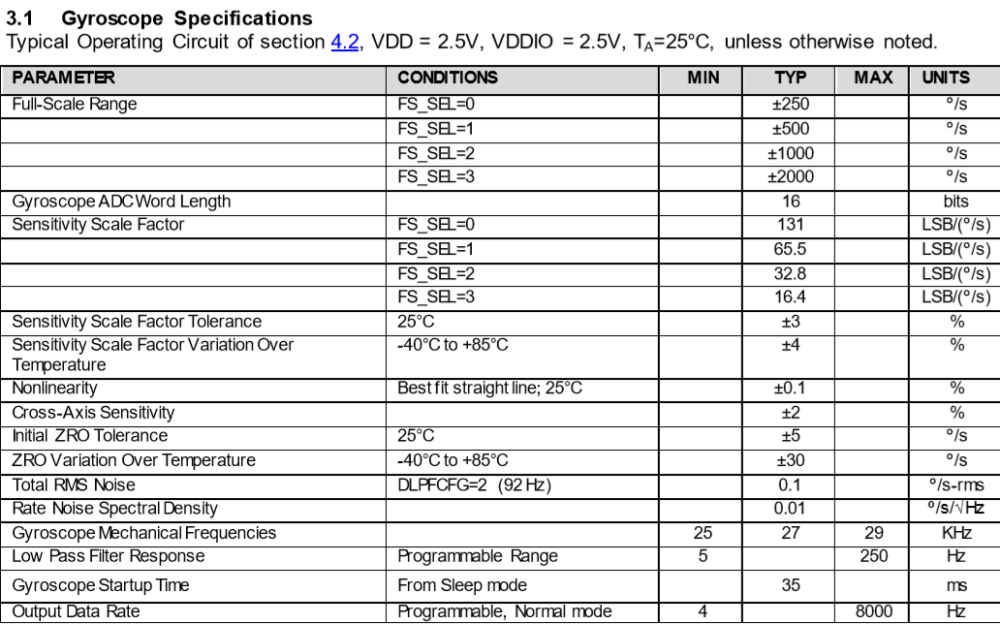 3.1 Gyroscope Specifications
Typical Operating Circuit of section 4.2, VDD = 2.5V, VDDIO = 2.5V, TA=25°C, unless otherwise noted.
PARAMETER CONDITIONS MIN TYP MAX UNITS
Full-Scale Range FS_SEL=0 ±250 º/s
FS_SEL=1 ±500 º/s
FS_SEL=2 ±1000 º/s
FS_SEL=3 ±2000 º/s
Gyroscope ADC Word Length 16 bits
Sensitivity Scale Factor FS_SEL=0 131 LSB/(º/s)
FS_SEL=1 65.5 LSB/(º/s)
FS_SEL=2 32.8 LSB/(º/s)
FS_SEL=3 16.4 LSB/(º/s)
Sensitivity Scale Factor Tolerance 25°C ±3 %
Sensitivity Scale Factor Variation Over -40°C to +85°C ±4 %
Temperature
Nonlinearity Best fit straight line; 25°C ±0.1 %
Cross-Axis Sensitivity ±2 %
Initial ZRO Tolerance 25°C ±5 º/s
ZRO Variation Over Temperature -40°C to +85°C ±30 º/s
Total RMS Noise DLPFCFG=2 (92 Hz) 0.1 º/s-rms
Rate Noise Spectral Density 0.01 º/s/√Hz
Gyroscope Mechanical Frequencies 25 27 29 KHz
Low Pass Filter Response Programmable Range 5 250 Hz
Gyroscope Startup Time From Sleep mode 35 ms
Output Data Rate Programmable, Normal mode 4 8000 Hz